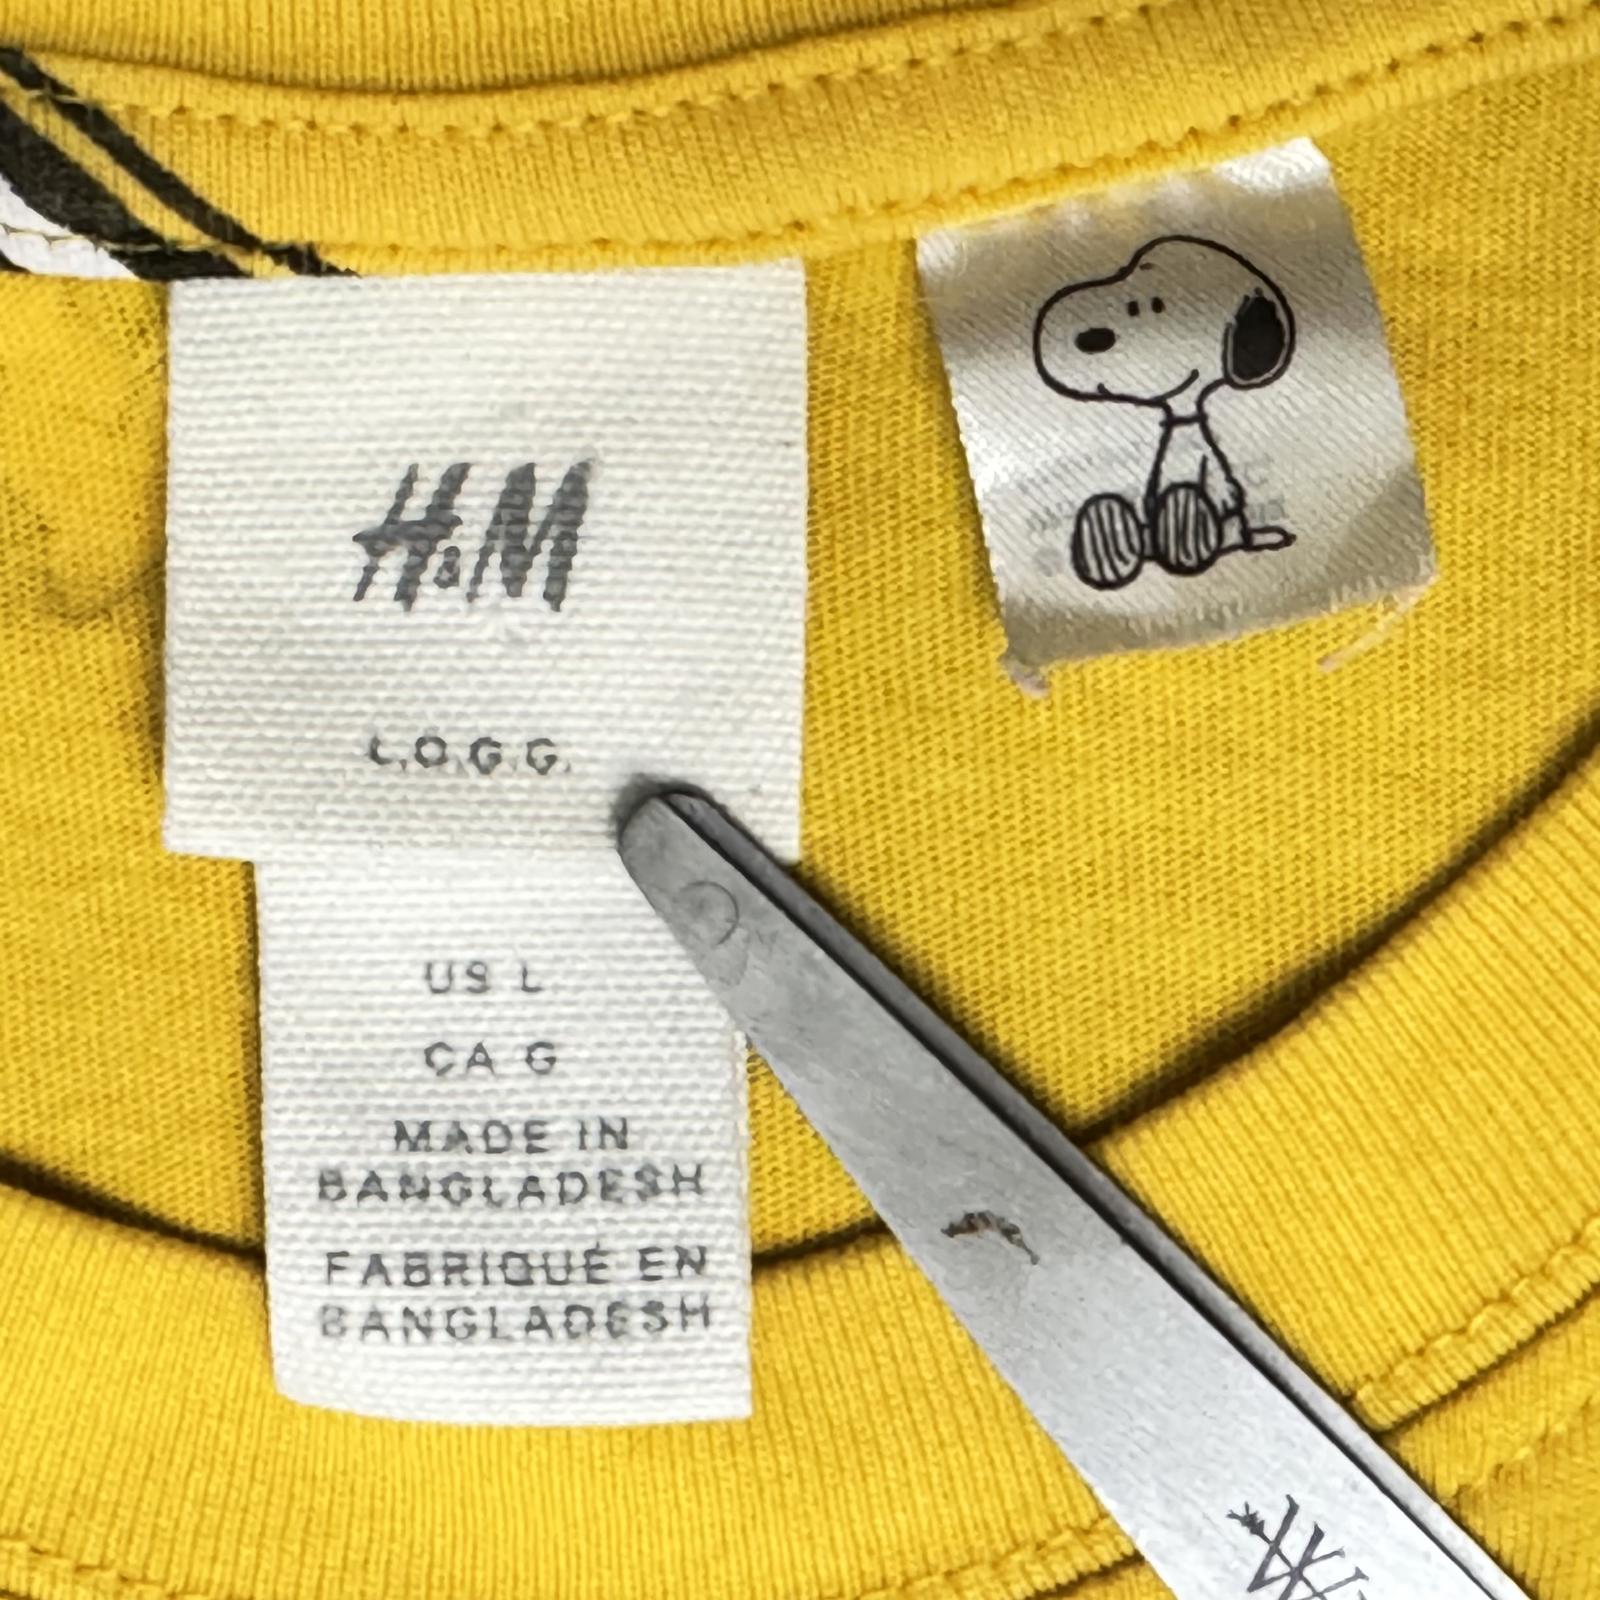 H&M
L.O.G.G.
US L
CA G
MADE IN
BANGLADESH
FABRIQUÉ EN
BANGLADESH